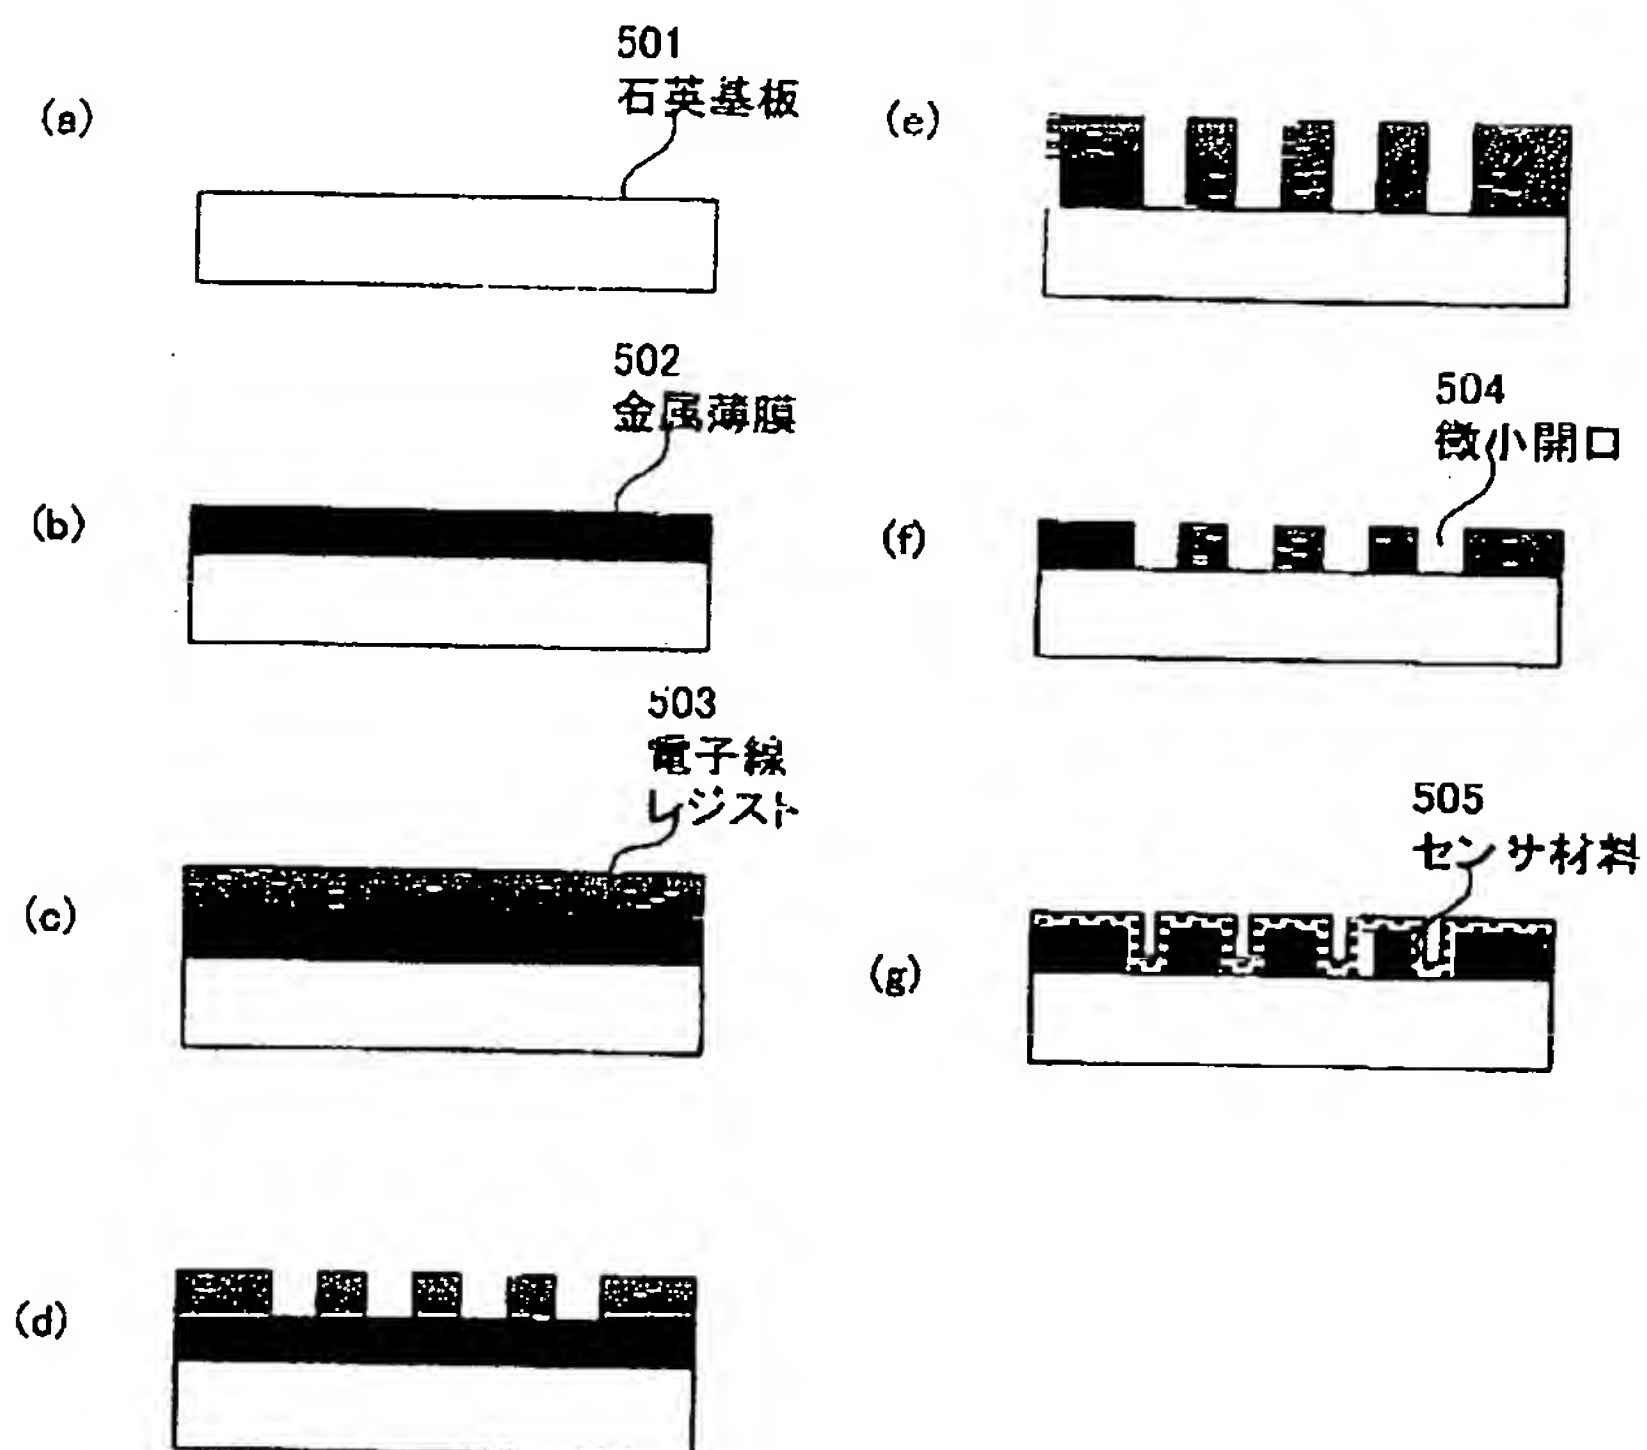 (a)
501
石英基板
(b)
502
金属薄膜
(c)
503
電子線
レジスト
(d)
(e)
(f)
504
微小開口
(g)
505
センサ材料